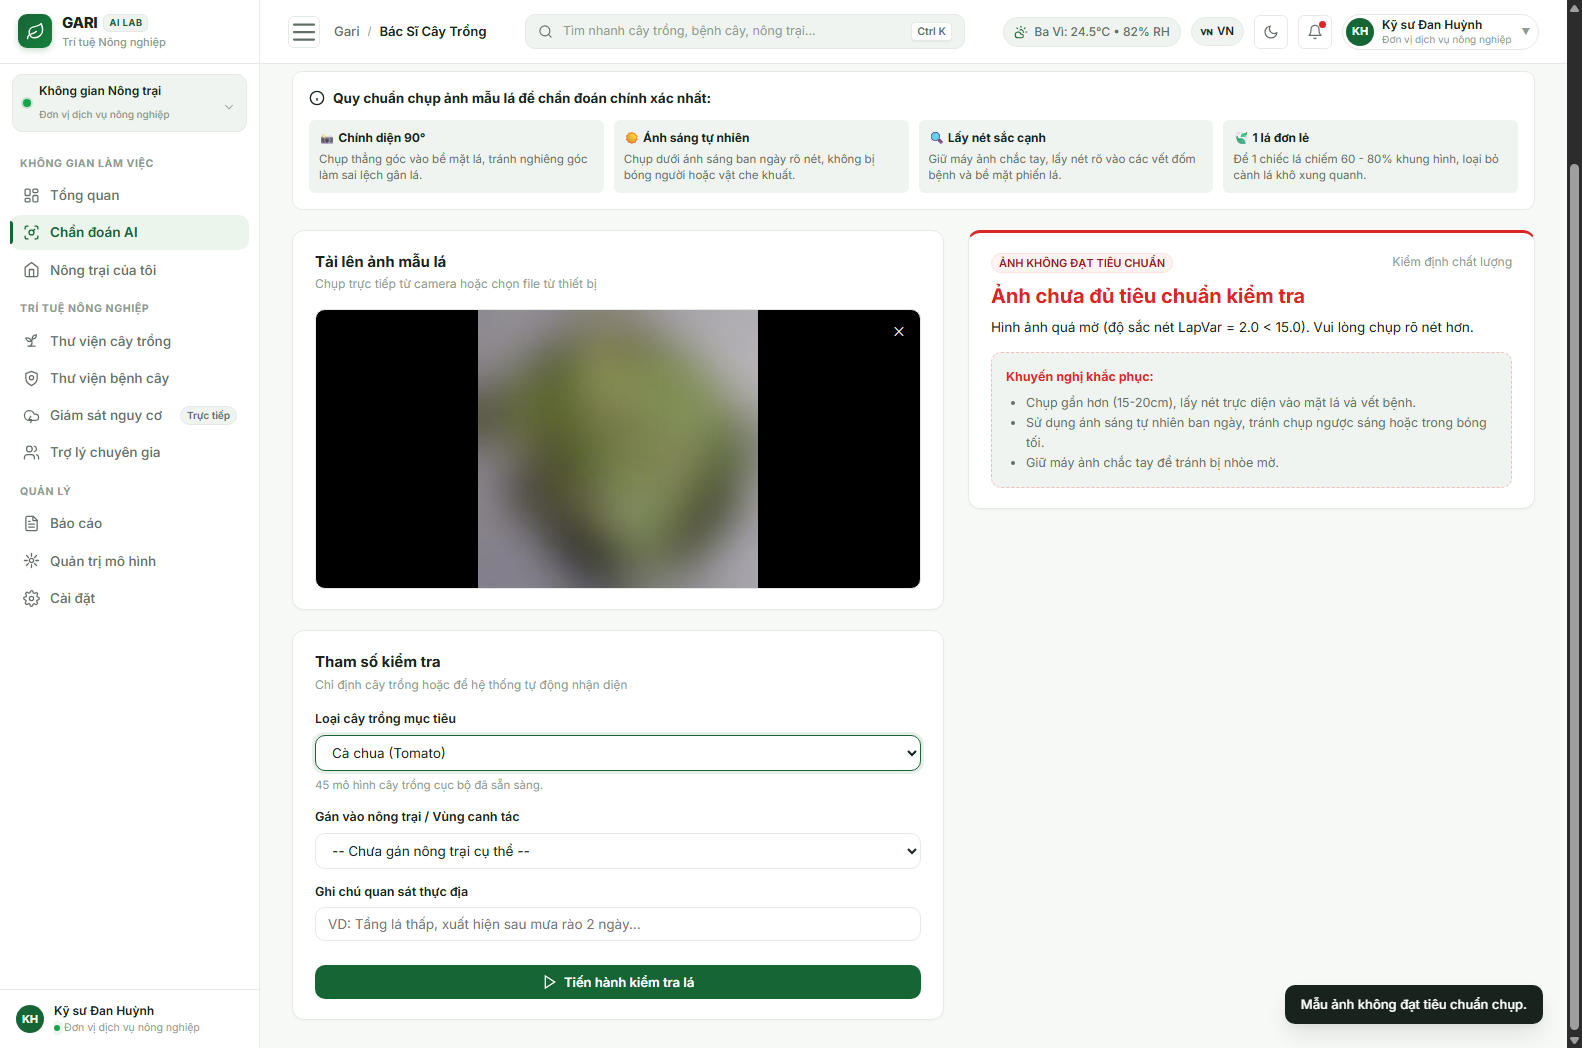 GARI AI LAB
Trí tuệ Nông nghiệp
Không gian Nông trại
Đơn vị dịch vụ nông nghiệp
KHÔNG GIAN LÀM VIỆC
Tổng quan
Chẩn đoán AI
Nông trại của tôi
TRÍ TUỆ NÔNG NGHIỆP
Thư viện cây trồng
Thư viện bệnh cây
Giám sát nguy cơ Trực tiếp
Trợ lý chuyên gia
QUẢN LÝ
Báo cáo
Quản trị mô hình
Cài đặt
KH Kỹ sư Đan Huỳnh
Đơn vị dịch vụ nông nghiệp
Gari / Bác Sĩ Cây Trồng
Tìm nhanh cây trồng, bệnh cây, nông trại... Ctrl K
Ba Vì: 24.5°C • 82% RH
VN VN
KH Kỹ sư Đan Huỳnh ▼
Đơn vị dịch vụ nông nghiệp
Quy chuẩn chụp ảnh mẫu lá để chẩn đoán chính xác nhất:
Chính diện 90°
Chụp thẳng góc vào bề mặt lá, tránh nghiêng góc
làm sai lệch gân lá.
Ánh sáng tự nhiên
Chụp dưới ánh sáng ban ngày rõ nét, không bị
bóng người hoặc vật che khuất.
Lấy nét sắc cạnh
Giữ máy ảnh chắc tay, lấy nét rõ vào các vết đốm
bệnh và bề mặt phiến lá.
1 lá đơn lẻ
Để 1 chiếc lá chiếm 60 - 80% khung hình, loại bỏ
cành lá khô xung quanh.
Tải lên ảnh mẫu lá
Chụp trực tiếp từ camera hoặc chọn file từ thiết bị
Tham số kiểm tra
Chỉ định cây trồng hoặc để hệ thống tự động nhận diện
Loại cây trồng mục tiêu
Cà chua (Tomato)
45 mô hình cây trồng cục bộ đã sẵn sàng.
Gán vào nông trại / Vùng canh tác
-- Chưa gán nông trại cụ thể --
Ghi chú quan sát thực địa
VD: Tầng lá thấp, xuất hiện sau mưa rào 2 ngày...
Tiến hành kiểm tra lá
ẢNH KHÔNG ĐẠT TIÊU CHUẨN Kiểm định chất lượng
Ảnh chưa đủ tiêu chuẩn kiểm tra
Hình ảnh quá mờ (độ sắc nét LapVar = 2.0 < 15.0). Vui lòng chụp rõ nét hơn.
Khuyến nghị khắc phục:
• Chụp gần hơn (15-20cm), lấy nét trực diện vào mặt lá và vết bệnh.
• Sử dụng ánh sáng tự nhiên ban ngày, tránh chụp ngược sáng hoặc trong bóng
tối.
• Giữ máy ảnh chắc tay để tránh bị nhòe mờ.
Mẫu ảnh không đạt tiêu chuẩn chụp.